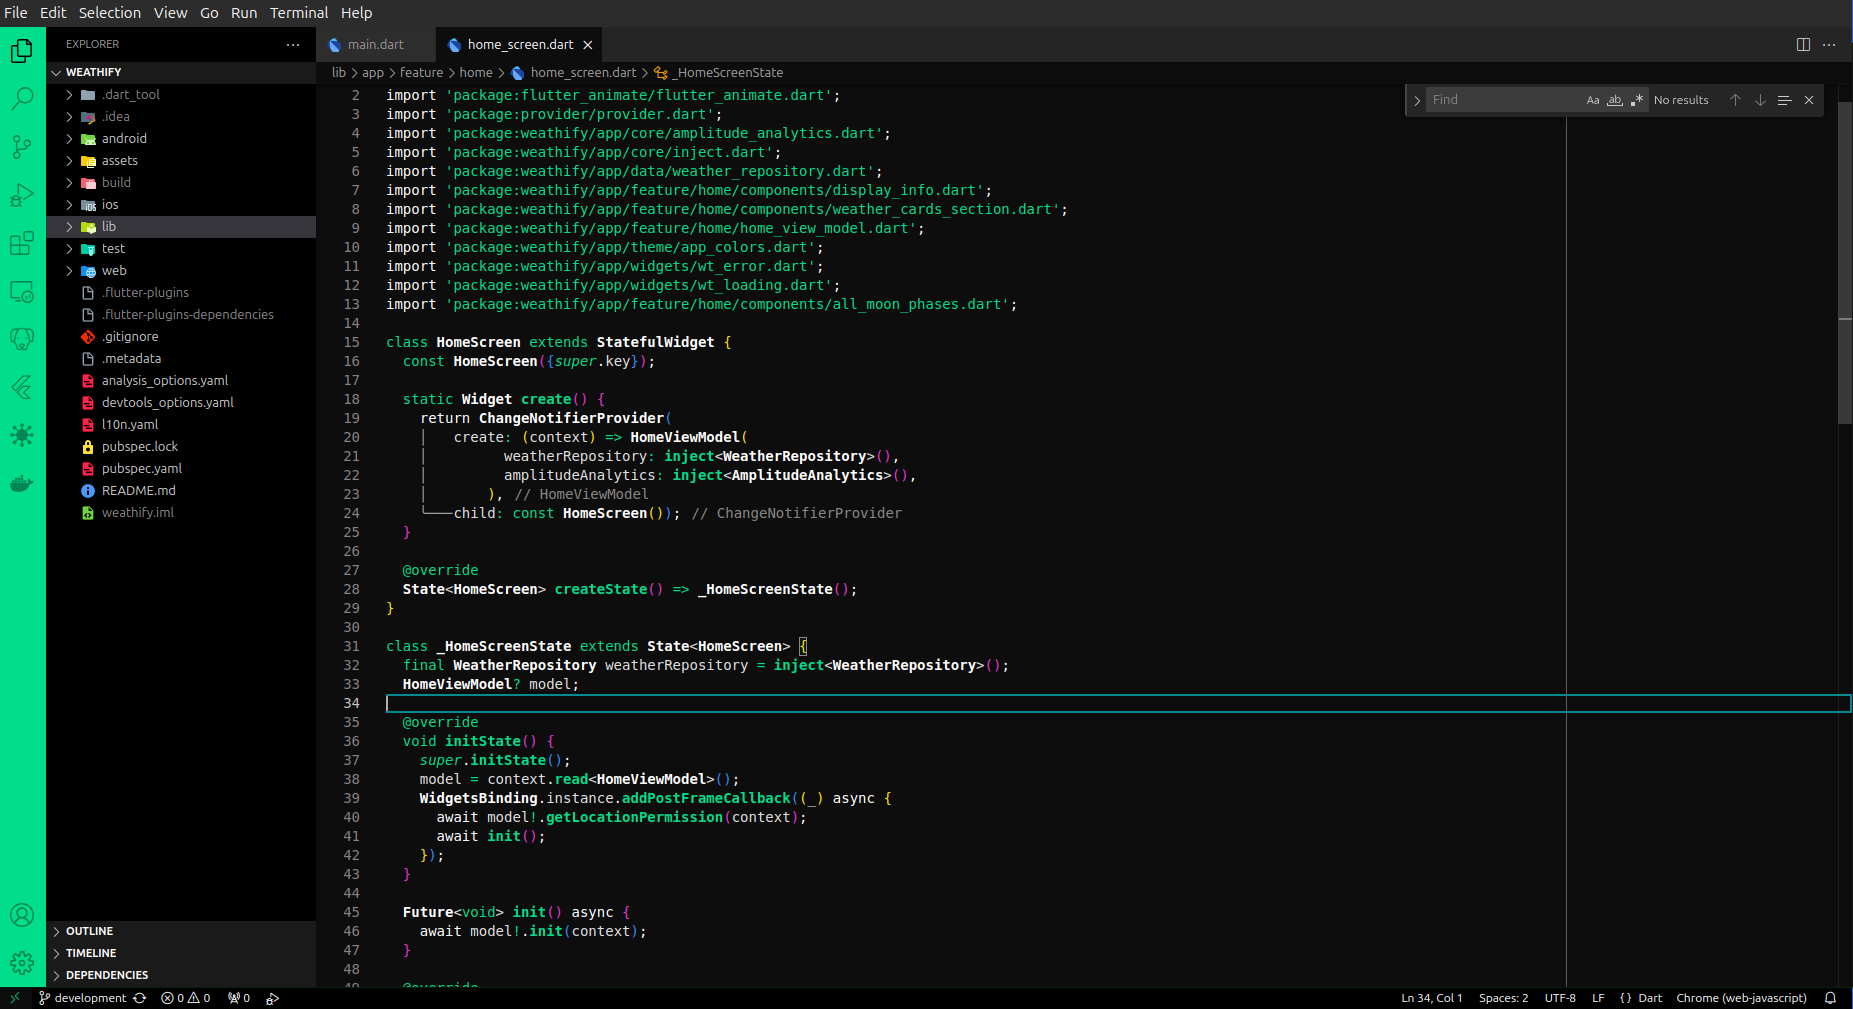 File Edit Selection View Go Run Terminal Help
EXPLORER
WEATHIFY
.dart_tool
.idea
android
assets
build
ios
lib
test
web
.flutter-plugins
.flutter-plugins-dependencies
.gitignore
.metadata
analysis_options.yaml
devtools_options.yaml
l10n.yaml
pubspec.lock
pubspec.yaml
README.md
weathify.iml
OUTLINE
TIMELINE
DEPENDENCIES
main.dart home_screen.dart
lib > app > feature > home > home_screen.dart > _HomeScreenState
Find Aa ab .* No results
2 import 'package:flutter_animate/flutter_animate.dart';
3 import 'package:provider/provider.dart';
4 import 'package:weathify/app/core/amplitude_analytics.dart';
5 import 'package:weathify/app/core/inject.dart';
6 import 'package:weathify/app/data/weather_repository.dart';
7 import 'package:weathify/app/feature/home/components/display_info.dart';
8 import 'package:weathify/app/feature/home/components/weather_cards_section.dart';
9 import 'package:weathify/app/feature/home/home_view_model.dart';
10 import 'package:weathify/app/theme/app_colors.dart';
11 import 'package:weathify/app/widgets/wt_error.dart';
12 import 'package:weathify/app/widgets/wt_loading.dart';
13 import 'package:weathify/app/feature/home/components/all_moon_phases.dart';
14
15 class HomeScreen extends StatefulWidget {
16 const HomeScreen({super.key});
17
18 static Widget create() {
19 return ChangeNotifierProvider(
20 create: (context) => HomeViewModel(
21 weatherRepository: inject<WeatherRepository>(),
22 amplitudeAnalytics: inject<AmplitudeAnalytics>(),
23 ), // HomeViewModel
24 child: const HomeScreen()); // ChangeNotifierProvider
25 }
26
27 @override
28 State<HomeScreen> createState() => _HomeScreenState();
29 }
30
31 class _HomeScreenState extends State<HomeScreen> {
32 final WeatherRepository weatherRepository = inject<WeatherRepository>();
33 HomeViewModel? model;
34
35 @override
36 void initState() {
37 super.initState();
38 model = context.read<HomeViewModel>();
39 WidgetsBinding.instance.addPostFrameCallback((_) async {
40 await model!.getLocationPermission(context);
41 await init();
42 });
43 }
44
45 Future<void> init() async {
46 await model!.init(context);
47 }
48
49 @override
development 0 0 0 Ln 34, Col 1 Spaces: 2 UTF-8 LF {} Dart Chrome (web-javascript)